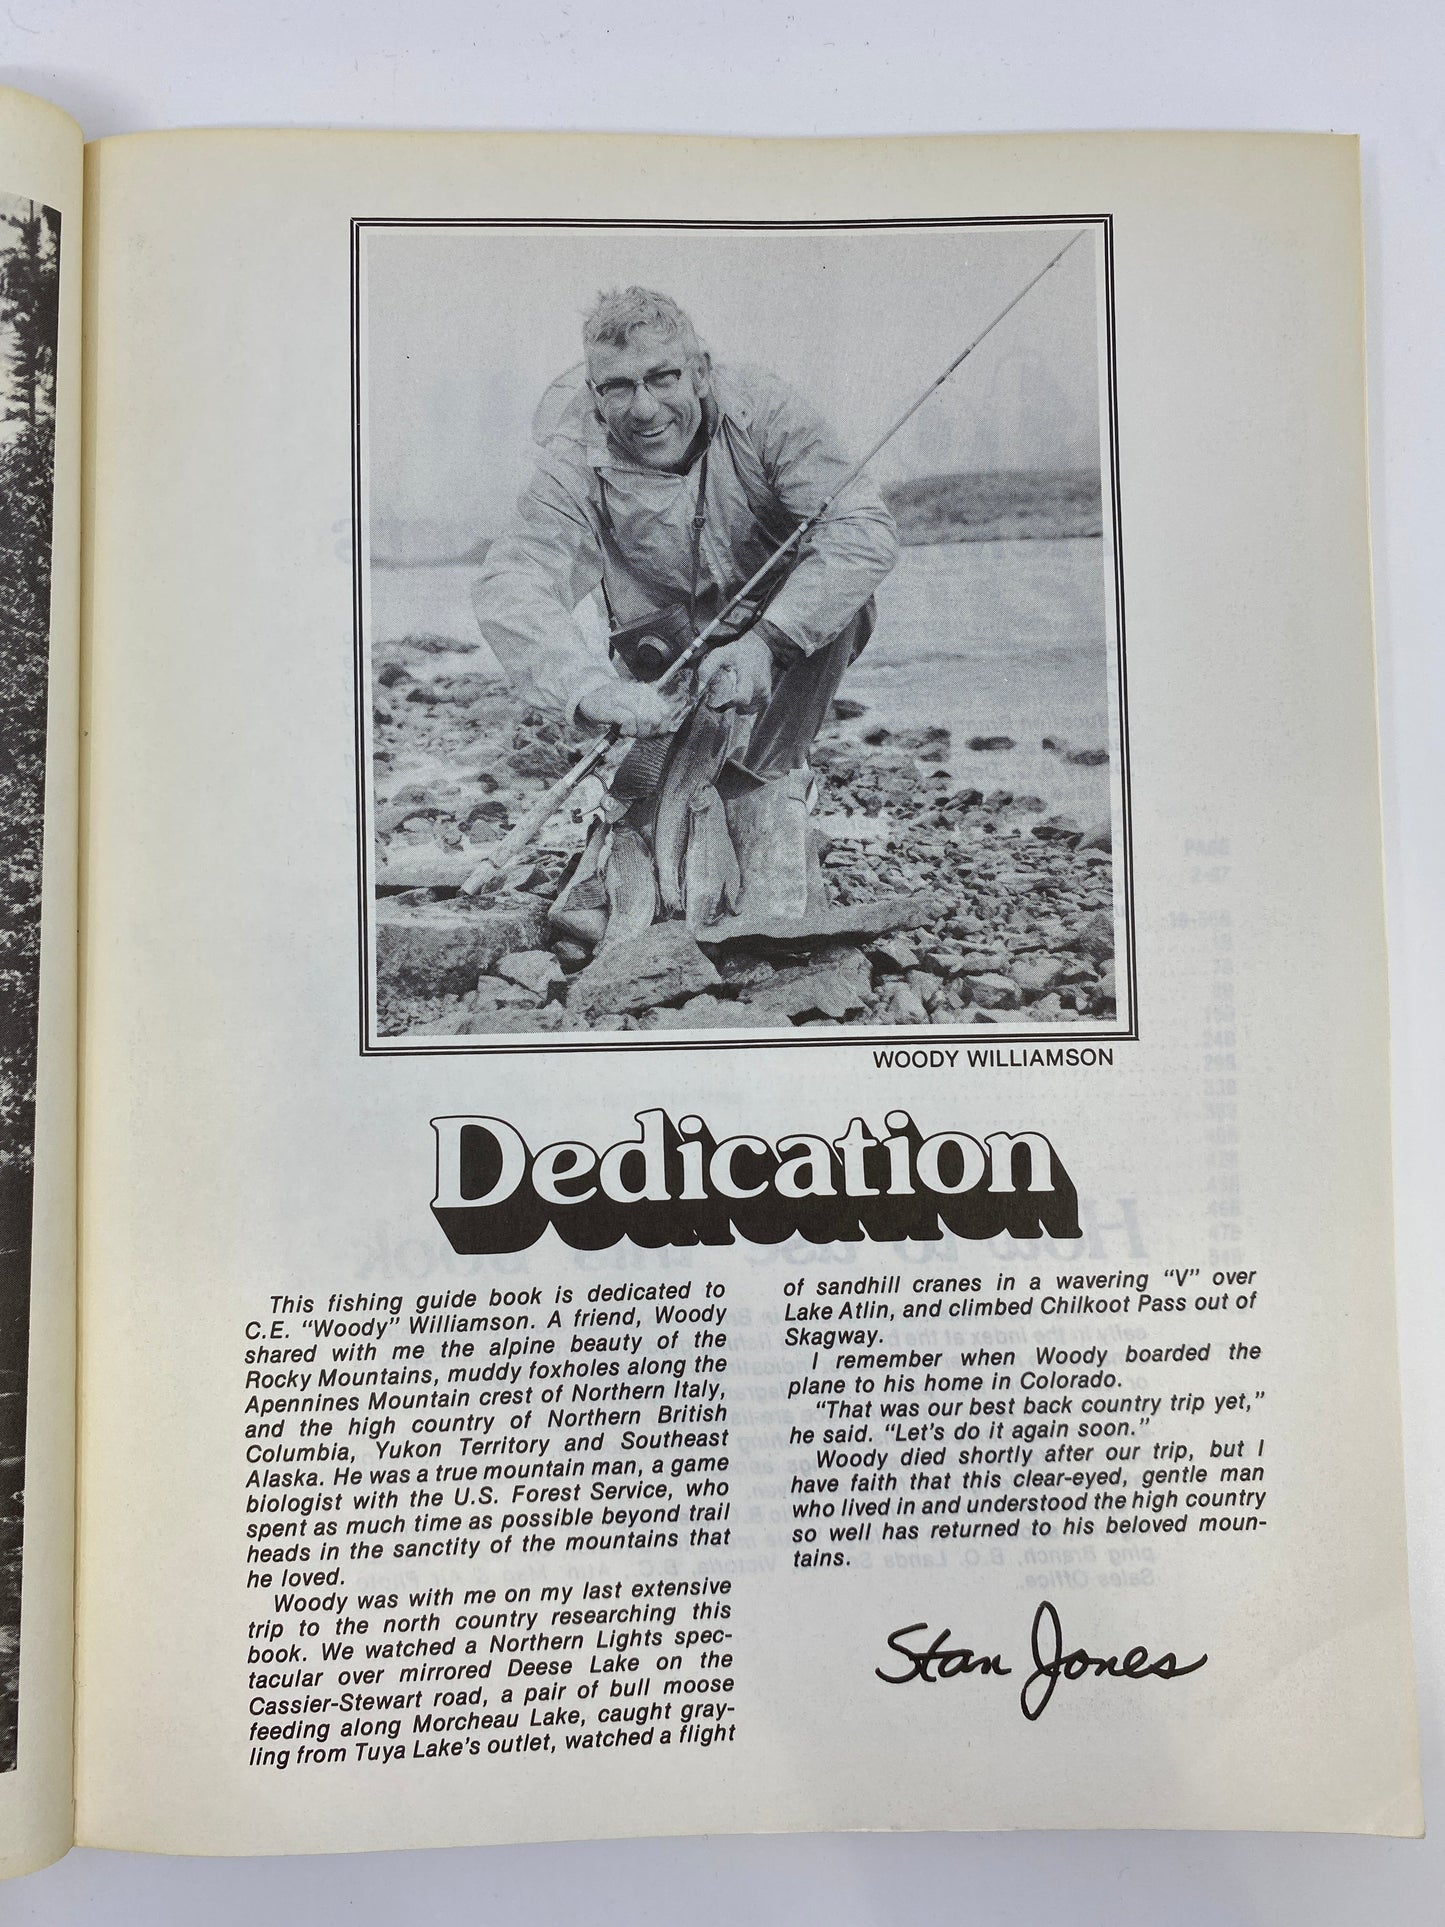 WOODY WILLIAMSON
Dedication
This fishing guide book is dedicated to
C.E. "Woody" Williamson. A friend, Woody
shared with me the alpine beauty of the
Rocky Mountains, muddy foxholes along the
Apennines Mountain crest of Northern Italy,
and the high country of Northern British
Columbia, Yukon Territory and Southeast
Alaska. He was a true mountain man, a game
biologist with the U.S. Forest Service, who
spent as much time as possible beyond trail
heads in the sanctity of the mountains that
he loved.
Woody was with me on my last extensive
trip to the north country researching this
book. We watched a Northern Lights spec-
tacular over mirrored Deese Lake on the
Cassier-Stewart road, a pair of bull moose
feeding along Morcheau Lake, caught gray-
ling from Tuya Lake's outlet, watched a flight
of sandhill cranes in a wavering "V" over
Lake Atlin, and climbed Chilkoot Pass out of
Skagway.
I remember when Woody boarded the
plane to his home in Colorado.
"That was our best back country trip yet,"
he said. "Let's do it again soon."
Woody died shortly after our trip, but I
have faith that this clear-eyed, gentle man
who lived in and understood the high country
so well has returned to his beloved moun-
tains.
Stan Jones